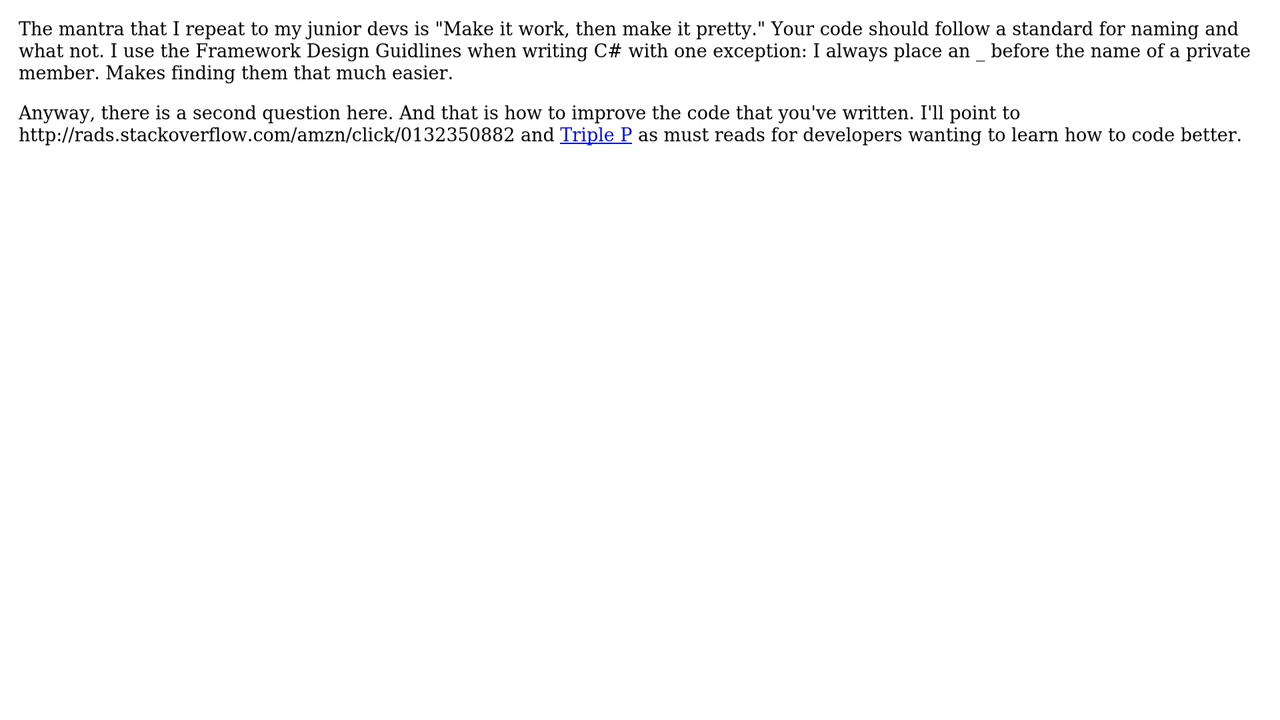 The mantra that I repeat to my junior devs is "Make it work, then make it pretty." Your code should follow a standard for naming and
what not. I use the Framework Design Guidlines when writing C# with one exception: I always place an _ before the name of a private
member. Makes finding them that much easier.
Anyway, there is a second question here. And that is how to improve the code that you've written. I'll point to
http://rads.stackoverflow.com/amzn/click/0132350882 and Triple P as must reads for developers wanting to learn how to code better.